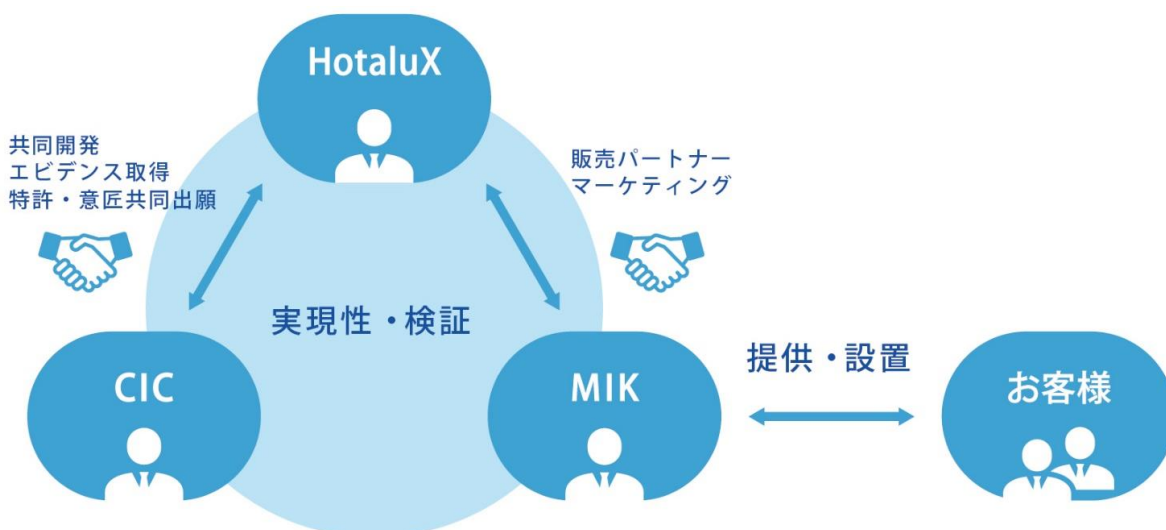 HotaluX
共同開発
エビデンス取得
特許・意匠共同出願
販売パートナー
マーケティング
実現性・検証
CIC
MIK
提供・設置
お客様